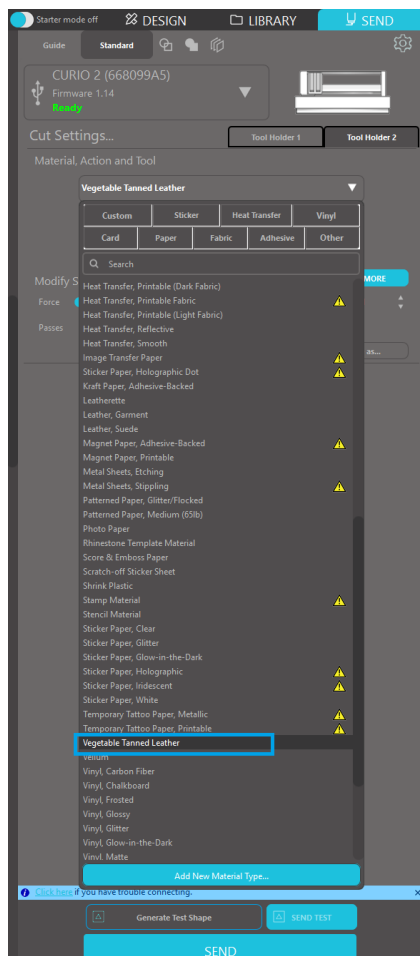 Starter mode off DESIGN LIBRARY SEND
Guide Standard
CURIO 2 (668099A5)
Firmware 1.14
Ready
Cut Settings... Tool Holder 1 Tool Holder 2
Material, Action and Tool
Vegetable Tanned Leather
Custom Sticker Heat Transfer Vinyl
Card Paper Fabric Adhesive Other
Search
Heat Transfer, Printable (Dark Fabric)
Modify S MORE
Heat Transfer, Printable Fabric
Force
Heat Transfer, Printable (Light Fabric)
Heat Transfer, Reflective
Passes
Heat Transfer, Smooth
Image Transfer Paper
as...
Sticker Paper, Holographic Dot
Kraft Paper, Adhesive-Backed
Leatherette
Leather, Garment
Leather, Suede
Magnet Paper, Adhesive-Backed
Magnet Paper, Printable
Metal Sheets, Etching
Metal Sheets, Stippling
Patterned Paper, Glitter/Flocked
Patterned Paper, Medium (65lb)
Photo Paper
Rhinestone Template Material
Score & Emboss Paper
Scratch-off Sticker Sheet
Shrink Plastic
Stamp Material
Stencil Material
Sticker Paper, Clear
Sticker Paper, Glitter
Sticker Paper, Glow-in-the-Dark
Sticker Paper, Holographic
Sticker Paper, Iridescent
Sticker Paper, White
Temporary Tattoo Paper, Metallic
Temporary Tattoo Paper, Printable
Vegetable Tanned Leather
Vellum
Vinyl, Carbon Fiber
Vinyl, Chalkboard
Vinyl, Frosted
Vinyl, Glossy
Vinyl, Glitter
Vinyl, Glow-in-the-Dark
Vinyl, Matte
Add New Material Type...
Click here if you have trouble connecting.
Generate Test Shape SEND TEST
SEND